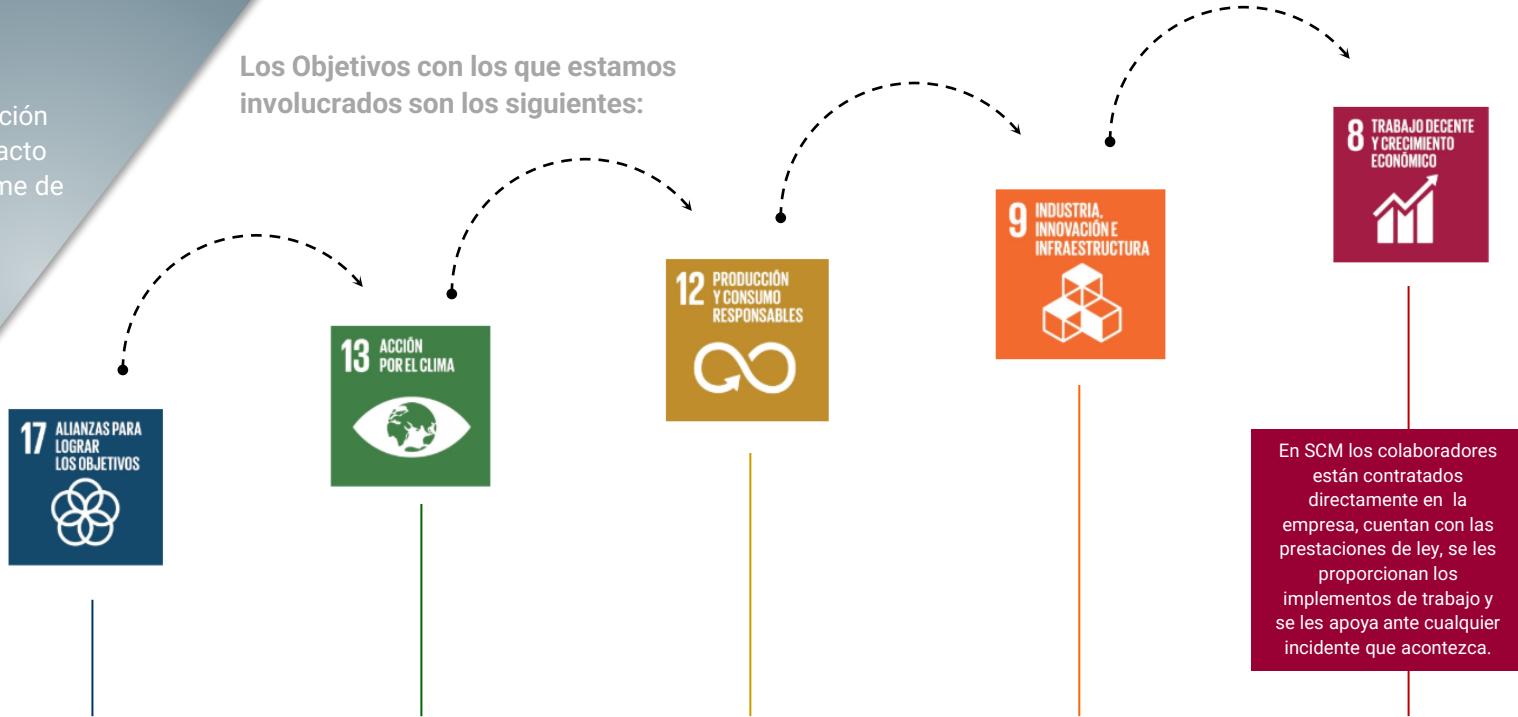 ción
acto
me de
Los Objetivos con los que estamos
involucrados son los siguientes:
17 ALIANZAS PARA
LOGRAR
LOS OBJETIVOS
13 ACCIÓN
POR EL CLIMA
12 PRODUCCIÓN
Y CONSUMO
RESPONSABLES
9 INDUSTRIA,
INNOVACIÓN E
INFRAESTRUCTURA
8 TRABAJO DECENTE
Y CRECIMIENTO
ECONÓMICO
En SCM los colaboradores
están contratados
directamente en la
empresa, cuentan con las
prestaciones de ley, se les
proporcionan los
implementos de trabajo y
se les apoya ante cualquier
incidente que acontezca.